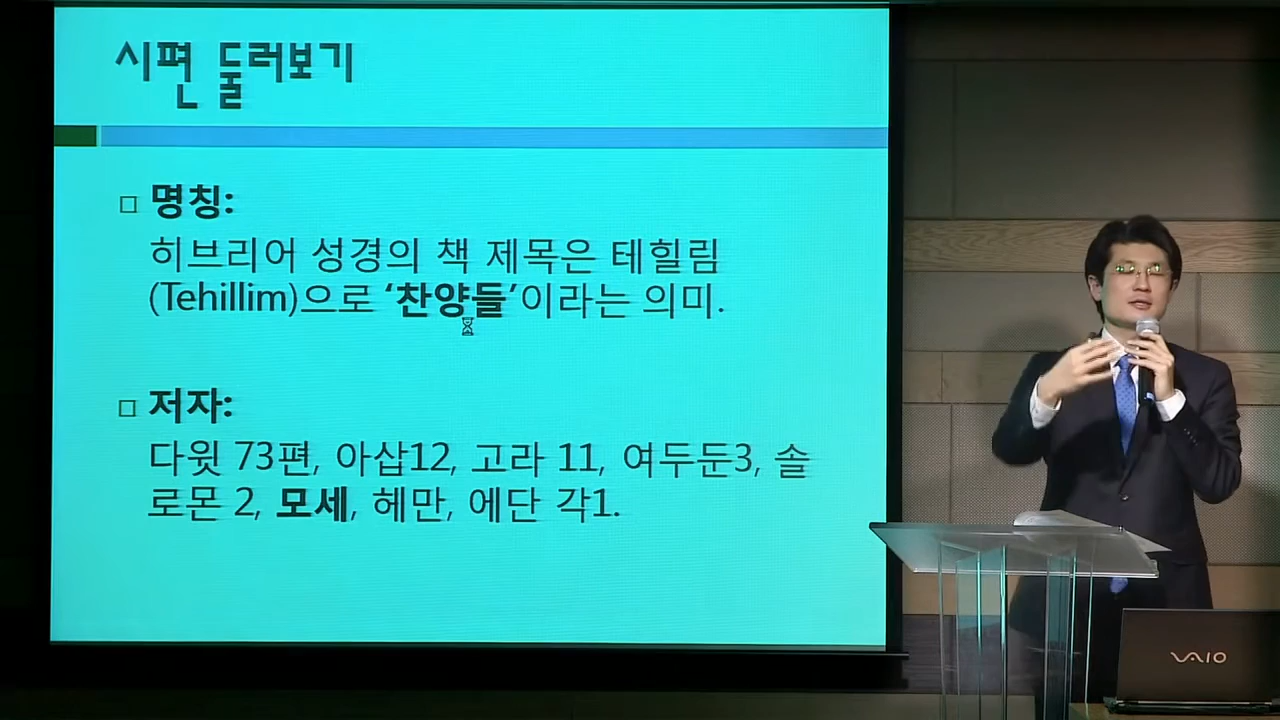 시편 둘러보기
□ 명칭:
히브리어 성경의 책 제목은 테힐림
(Tehillim)으로 ‘찬양들’이라는 의미.
□ 저자:
다윗 73편, 아삽12, 고라 11, 여두둔3, 솔
로몬 2, 모세, 헤만, 에단 각1.
VAIO